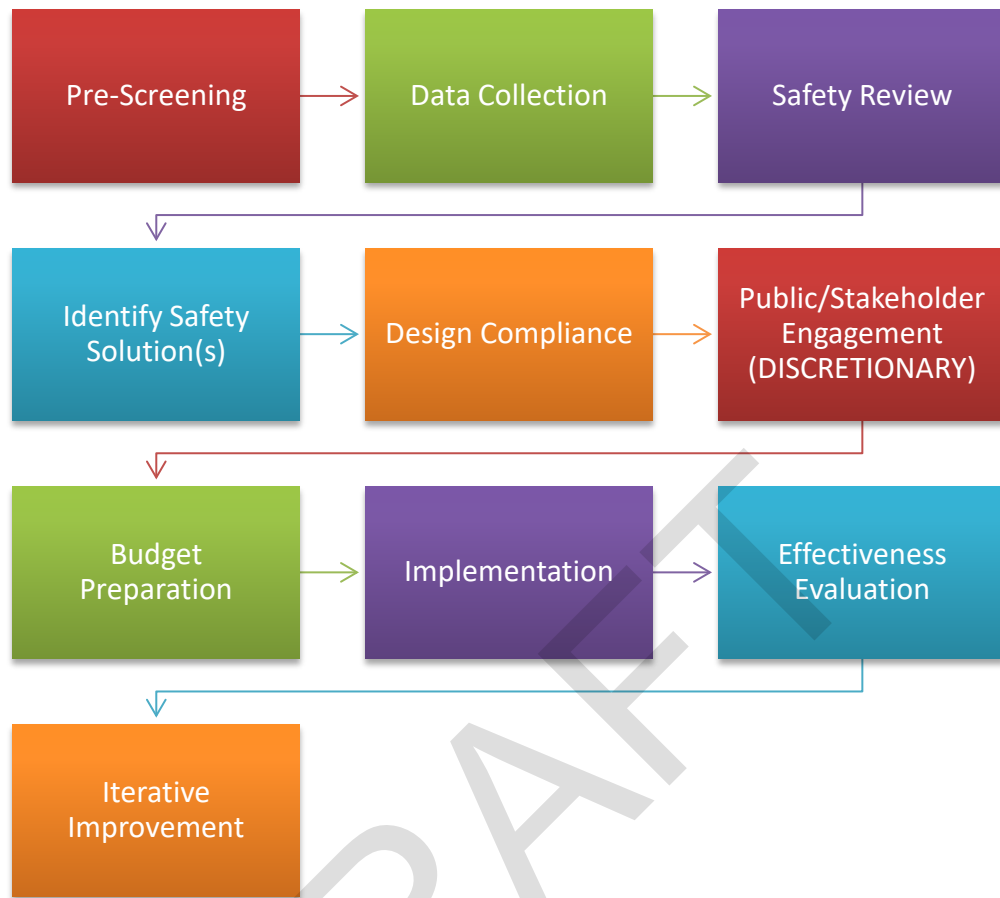 Pre-Screening
Data Collection
Safety Review
Identify Safety
Solution(s)
Design Compliance
Public/Stakeholder
Engagement
(DISCRETIONARY)
Budget
Preparation
Implementation
Effectiveness
Evaluation
Iterative
Improvement
RAFT